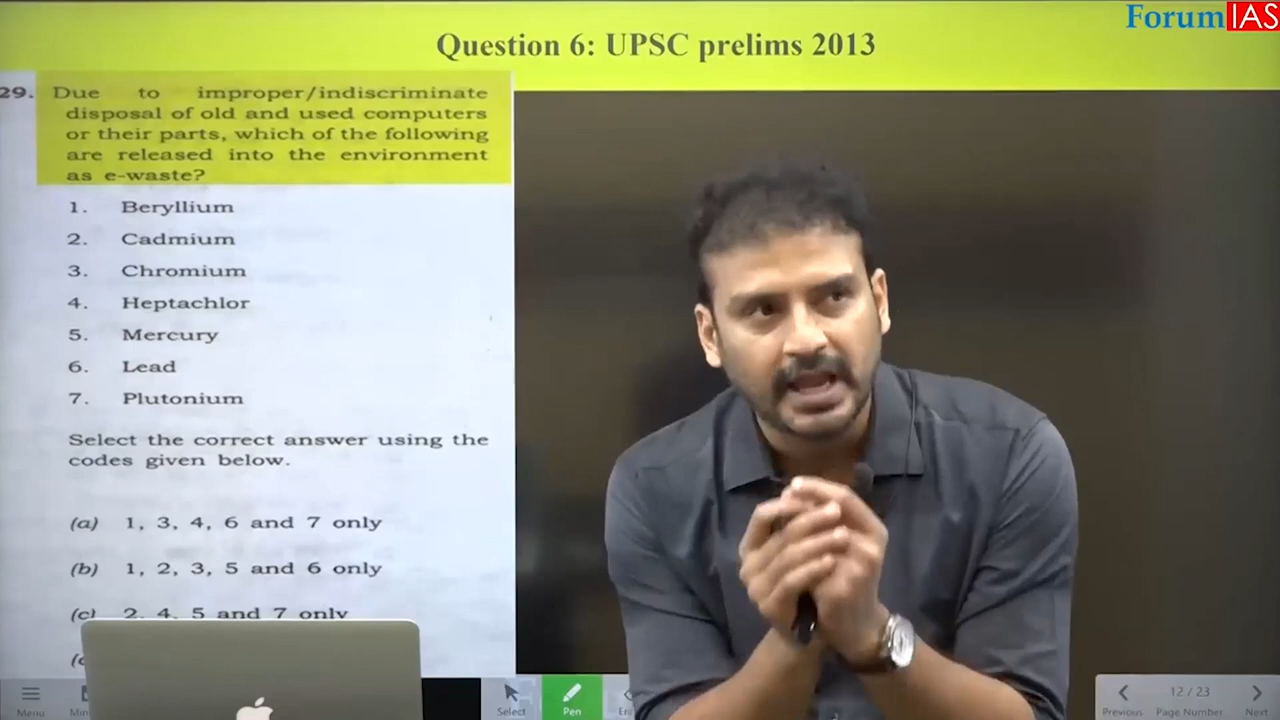 ForumIAS
Question 6: UPSC prelims 2013
29. Due to improper/indiscriminate
disposal of old and used computers
or their parts, which of the following
are released into the environment
as e-waste?
1. Beryllium
2. Cadmium
3. Chromium
4. Heptachlor
5. Mercury
6. Lead
7. Plutonium
Select the correct answer using the
codes given below.
(a) 1, 3, 4, 6 and 7 only
(b) 1, 2, 3, 5 and 6 only
(c) 2, 4, 5 and 7 only
Menu Select Pen Previous 12 / 23 Page Number Next